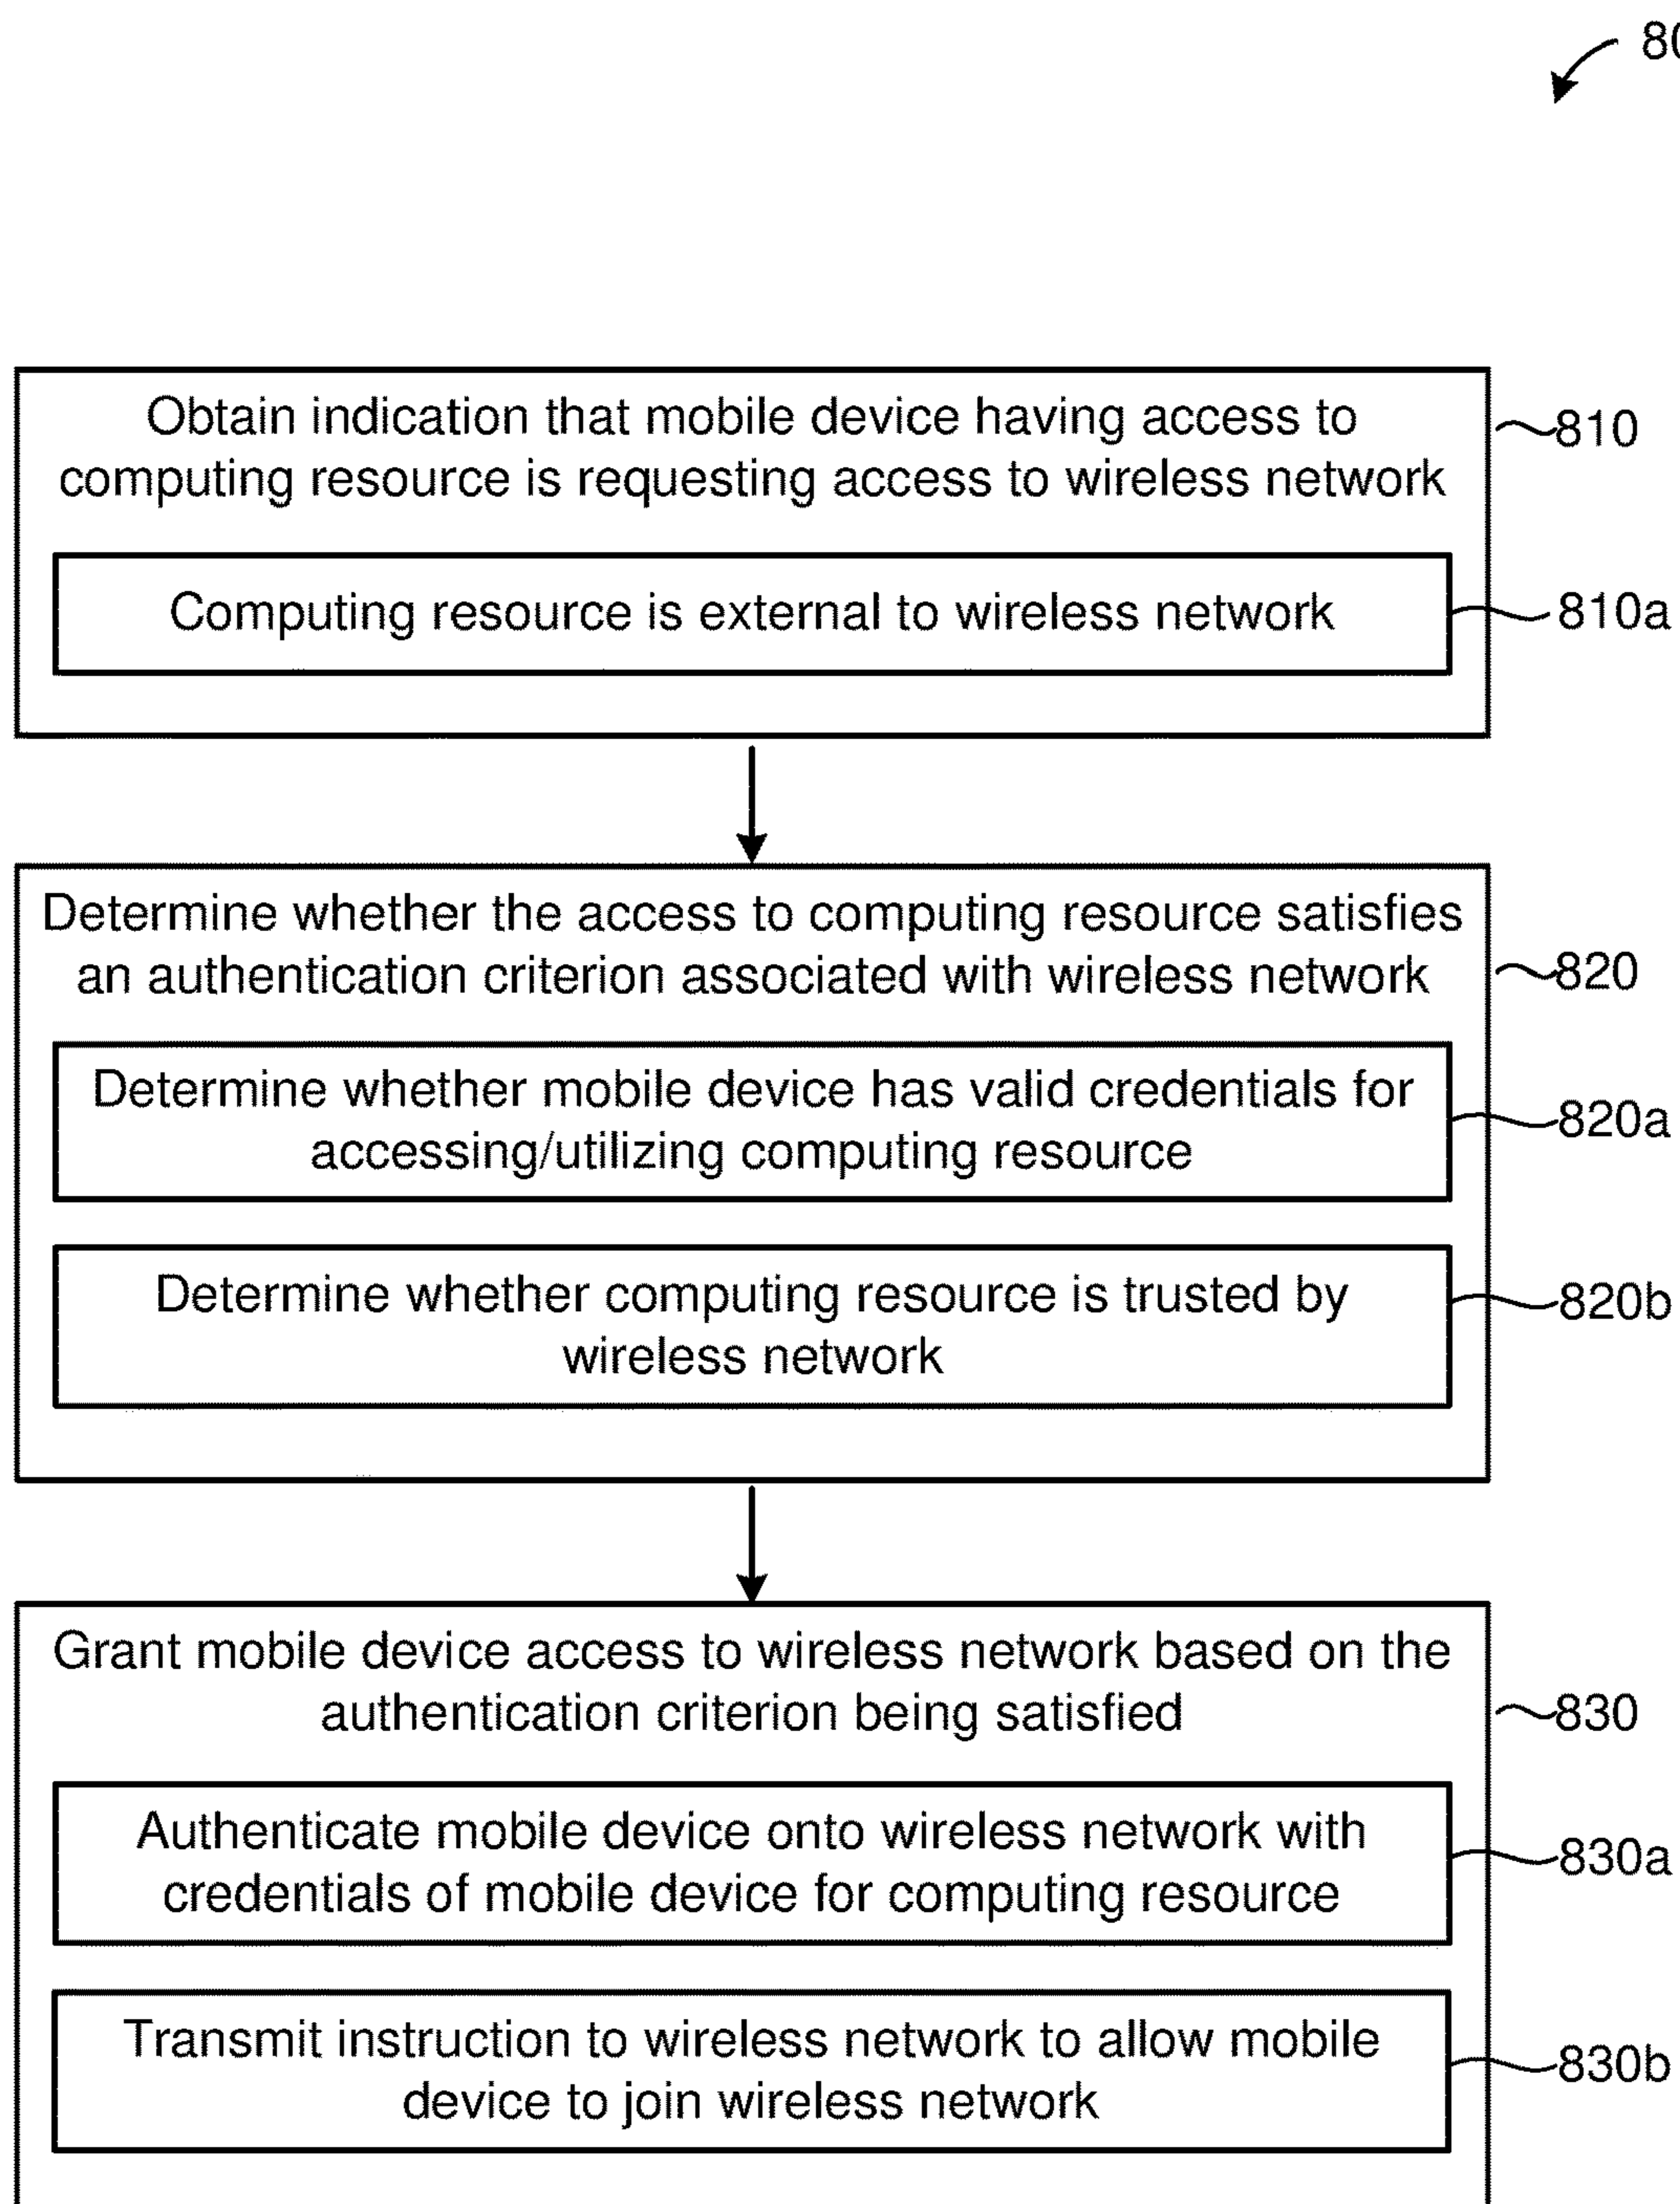 Obtain indication that mobile device having access to
computing resource is requesting access to wireless network
810
Computing resource is external to wireless network
810a
Determine whether the access to computing resource satisfies
an authentication criterion associated with wireless network
820
Determine whether mobile device has valid credentials for
accessing/utilizing computing resource
820a
Determine whether computing resource is trusted by
wireless network
820b
Grant mobile device access to wireless network based on the
authentication criterion being satisfied
830
Authenticate mobile device onto wireless network with
credentials of mobile device for computing resource
830a
Transmit instruction to wireless network to allow mobile
device to join wireless network
830b